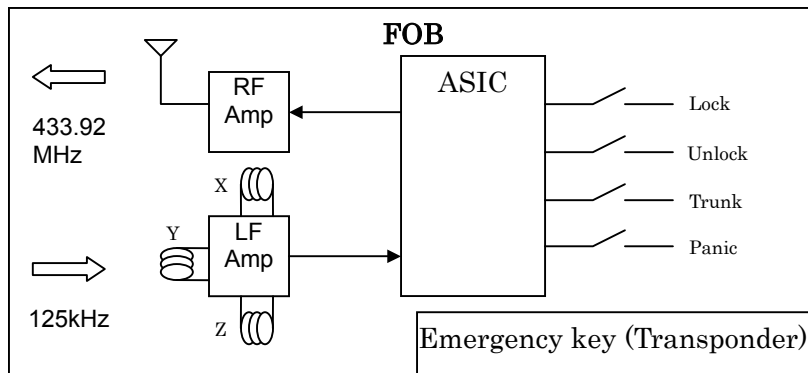 FOB
RF
Amp
ASIC
433.92
MHz
Lock
Unlock
Trunk
Panic
X
Y
LF
Amp
Z
125kHz
Emergency key (Transponder)